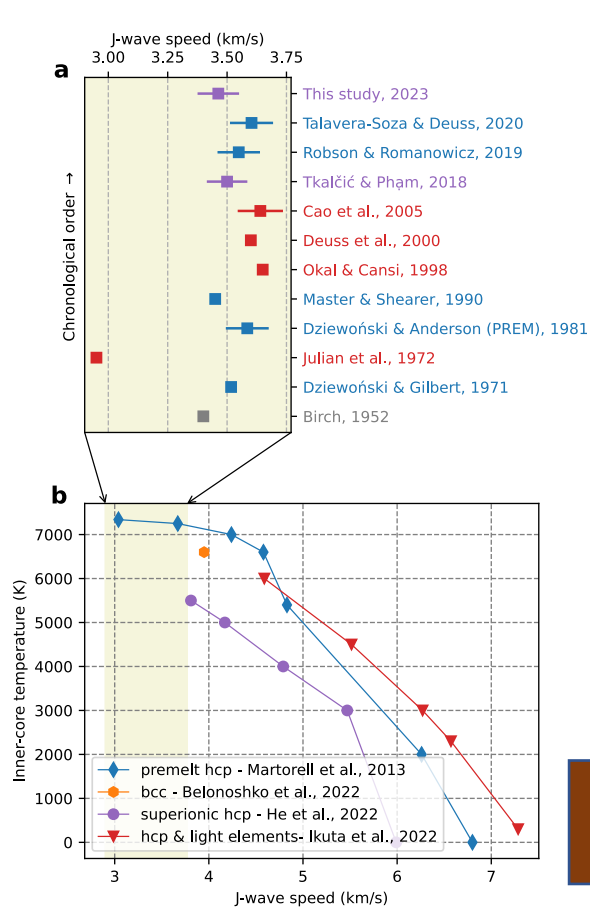 J-wave speed (km/s)
3.00 3.25 3.50 3.75
a
This study, 2023
Talavera-Soza & Deuss, 2020
Robson & Romanowicz, 2019
Tkalčić & Phạm, 2018
Cao et al., 2005
Deuss et al., 2000
Okal & Cansi, 1998
Master & Shearer, 1990
Dziewoński & Anderson (PREM), 1981
Julian et al., 1972
Dziewoński & Gilbert, 1971
Birch, 1952
Chronological order →
b
7000
6000
5000
4000
3000
2000
1000
0
Inner-core temperature (K)
premelt hcp - Martorell et al., 2013
bcc - Belonoshko et al., 2022
superionic hcp - He et al., 2022
hcp & light elements- Ikuta et al., 2022
3 4 5 6 7
J-wave speed (km/s)